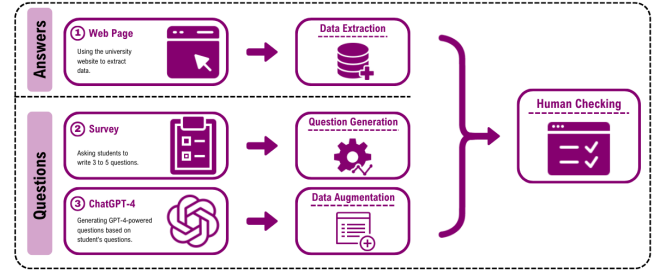 Answers
1 Web Page
Using the university
website to extract
data.
Data Extraction
Questions
2 Survey
Asking students to
write 3 to 5 questions.
Question Generation
3 ChatGPT-4
Generating GPT-4-powered
questions based on
student's questions.
Data Augmentation
Human Checking